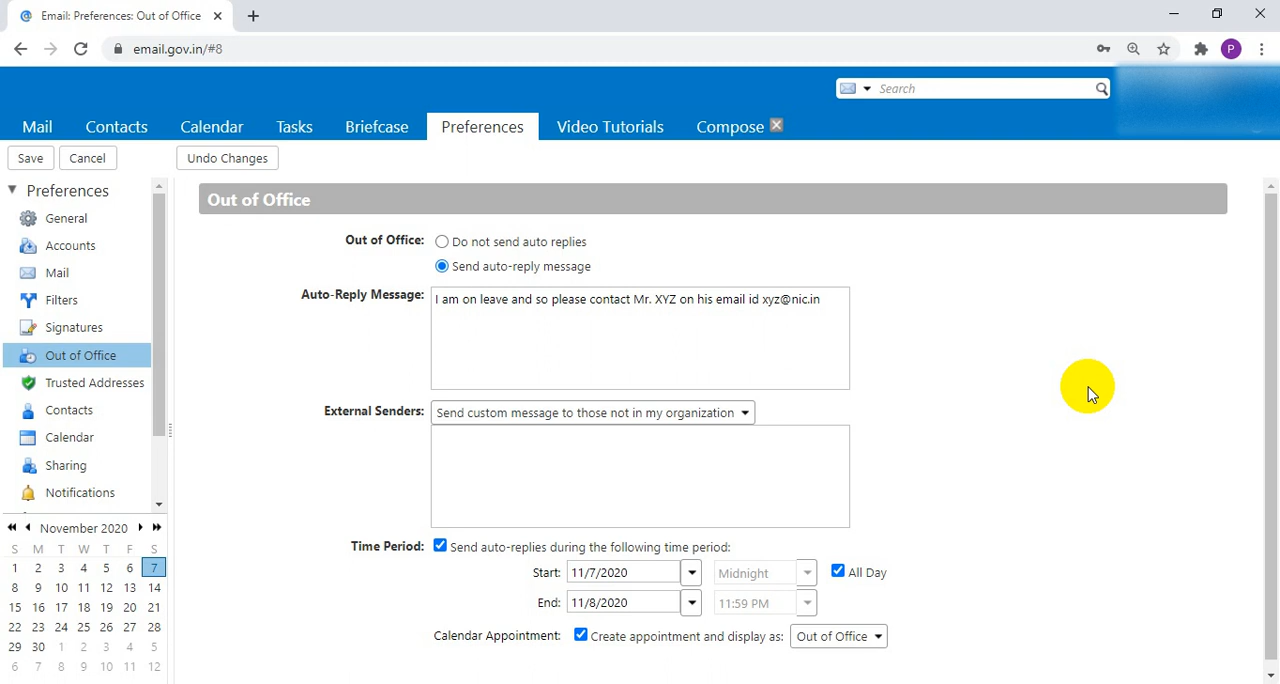 Email: Preferences: Out of Office
email.gov.in/#8
P
Search
Mail Contacts Calendar Tasks Briefcase Preferences Video Tutorials Compose
Save Cancel Undo Changes
Preferences
General
Accounts
Mail
Filters
Signatures
Out of Office
Trusted Addresses
Contacts
Calendar
Sharing
Notifications
November 2020
S M T W T F S
1 2 3 4 5 6 7
8 9 10 11 12 13 14
15 16 17 18 19 20 21
22 23 24 25 26 27 28
29 30 1 2 3 4 5
6 7 8 9 10 11 12
Out of Office
Out of Office: Do not send auto replies
Send auto-reply message
Auto-Reply Message: I am on leave and so please contact Mr. XYZ on his email id xyz@nic.in
External Senders: Send custom message to those not in my organization
Time Period: Send auto-replies during the following time period:
Start: 11/7/2020 Midnight All Day
End: 11/8/2020 11:59 PM
Calendar Appointment: Create appointment and display as: Out of Office